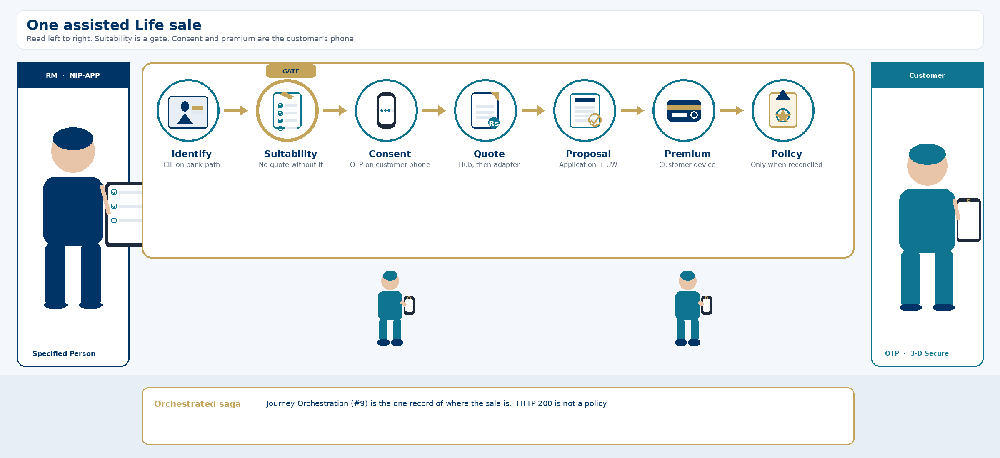 One assisted Life sale
Read left to right. Suitability is a gate. Consent and premium are the customer's phone.
RM · NIP-APP
GATE
Customer
Rs
Identify
Suitability
Consent
Quote
Proposal
Premium
Policy
CIF on bank path
No quote without it
OTP on customer phone
Hub, then adapter
Application + UW
Customer device
Only when reconciled
Specified Person
OTP · 3-D Secure
Orchestrated saga
Journey Orchestration (#9) is the one record of where the sale is. HTTP 200 is not a policy.